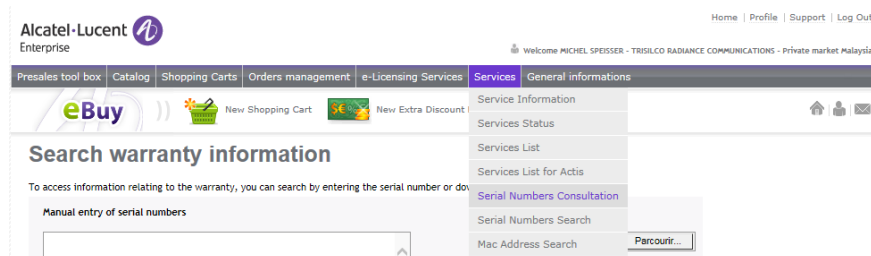 Home | Profile | Support | Log Out
Alcatel·Lucent
Enterprise
Welcome MICHEL SPEISSER - TRISILCO RADIANCE COMMUNICATIONS - Private market Malaysia
Presales tool box | Catalog | Shopping Carts | Orders management | e-Licensing Services | Services | General informations
eBuy )) New Shopping Cart 5€ New Extra Discount
Service Information
Services Status
Services List
Services List for Actis
Serial Numbers Consultation
Serial Numbers Search
Mac Address Search
Search warranty information
To access information relating to the warranty, you can search by entering the serial number or
Manual entry of serial numbers
Parcourir...